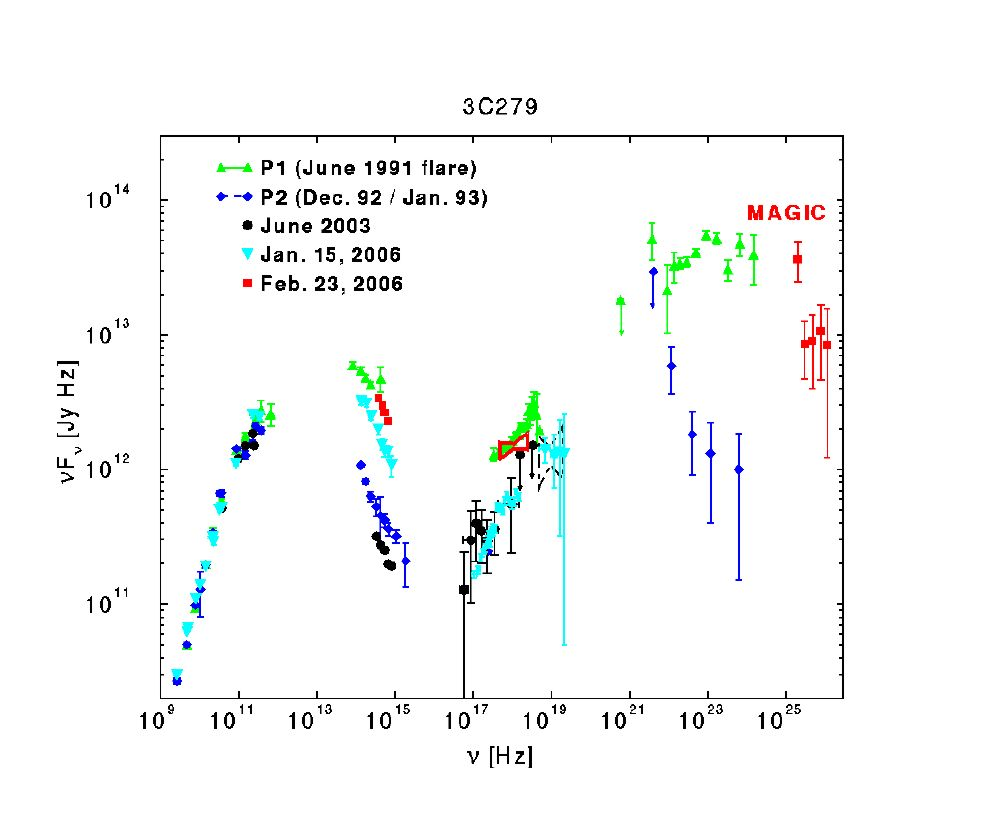 3C279
P1 (June 1991 flare)
P2 (Dec. 92 / Jan. 93)
June 2003
Jan. 15, 2006
Feb. 23, 2006
MAGIC
10^14
10^13
10^12
10^11
νFν [Jy Hz]
10^9 10^11 10^13 10^15 10^17 10^19 10^21 10^23 10^25
ν [Hz]